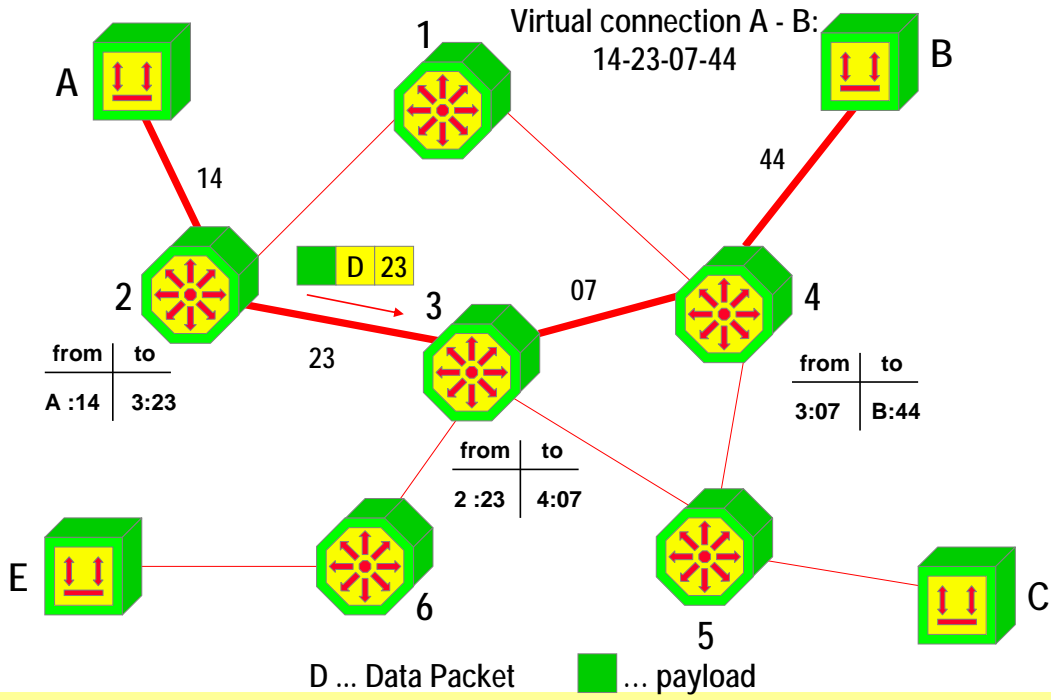 Virtual connection A - B:
14-23-07-44
A
1
B
14
44
D 23
2
3
07
4
23
from to
A :14 3:23
from to
3:07 B:44
from to
2 :23 4:07
E
6
5
C
D ... Data Packet
... payload